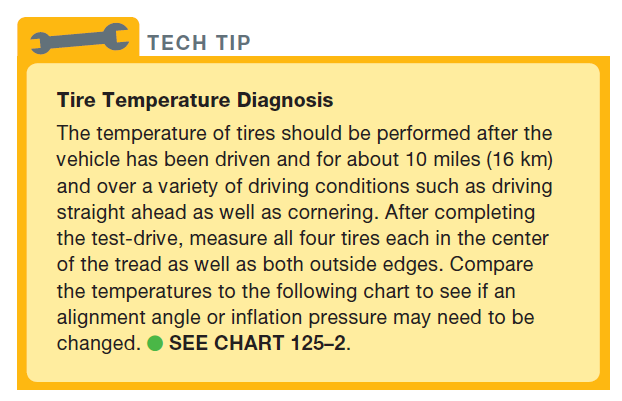 TECH TIP
Tire Temperature Diagnosis
The temperature of tires should be performed after the
vehicle has been driven and for about 10 miles (16 km)
and over a variety of driving conditions such as driving
straight ahead as well as cornering. After completing
the test-drive, measure all four tires each in the center
of the tread as well as both outside edges. Compare
the temperatures to the following chart to see if an
alignment angle or inflation pressure may need to be
changed. ● SEE CHART 125–2.